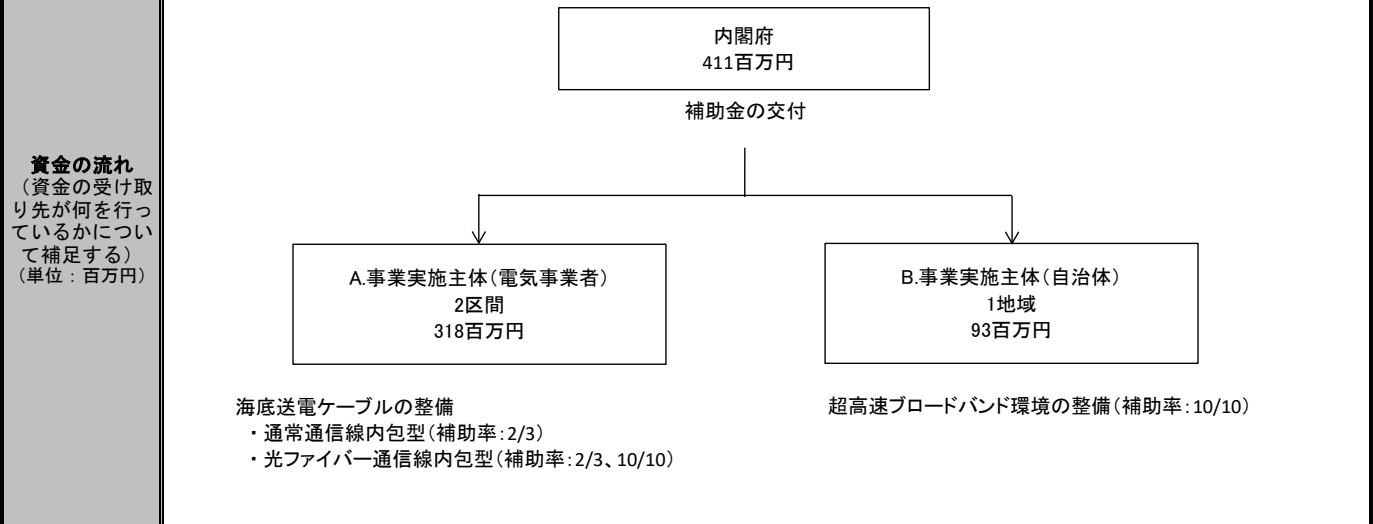 資金の流れ
（資金の受け取
り先が何を行っ
ているかについ
て補足する）
（単位：百万円）
内閣府
411百万円
補助金の交付
A.事業実施主体（電気事業者）
2区間
318百万円
B.事業実施主体（自治体）
1地域
93百万円
海底送電ケーブルの整備
・通常通信線内包型（補助率：2/3）
・光ファイバー通信線内包型（補助率：2/3、10/10）
超高速ブロードバンド環境の整備（補助率：10/10）